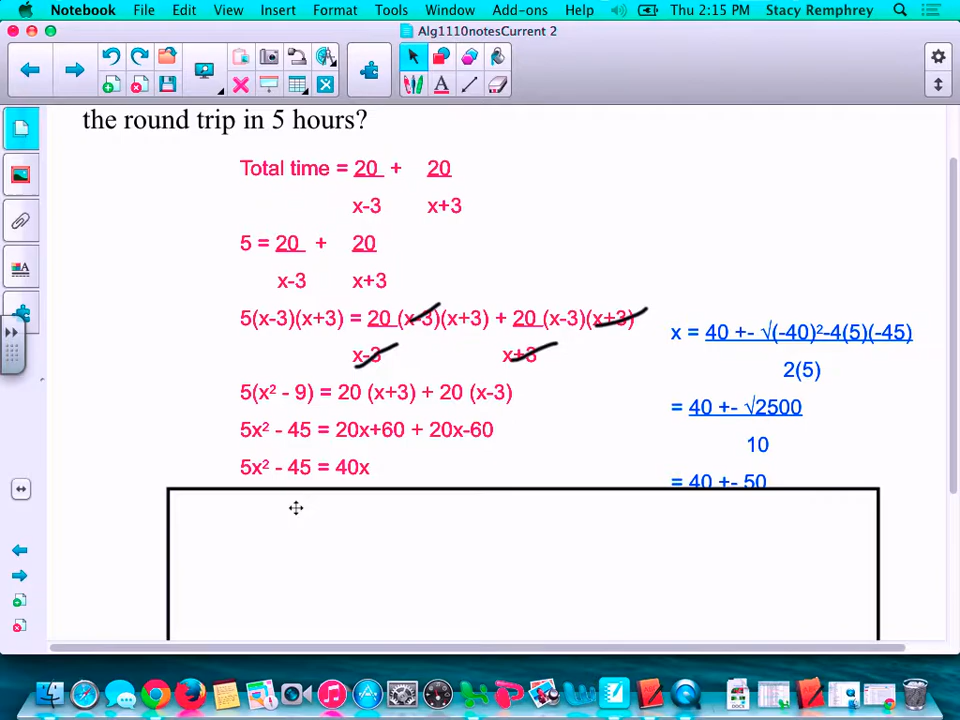 Notebook File Edit View Insert Format Tools Window Add-ons Help Thu 2:15 PM Stacy Remphrey
Alg1110notesCurrent 2
the round trip in 5 hours?
Total time = 20 + 20
x-3 x+3
5 = 20 + 20
x-3 x+3
5(x-3)(x+3) = 20 (x-3)(x+3) + 20 (x-3)(x+3)
x-3 x+3
5(x² - 9) = 20 (x+3) + 20 (x-3)
5x² - 45 = 20x+60 + 20x-60
5x² - 45 = 40x
x = 40 +- √(-40)²-4(5)(-45)
2(5)
= 40 +- √2500
10
= 40 +- 50